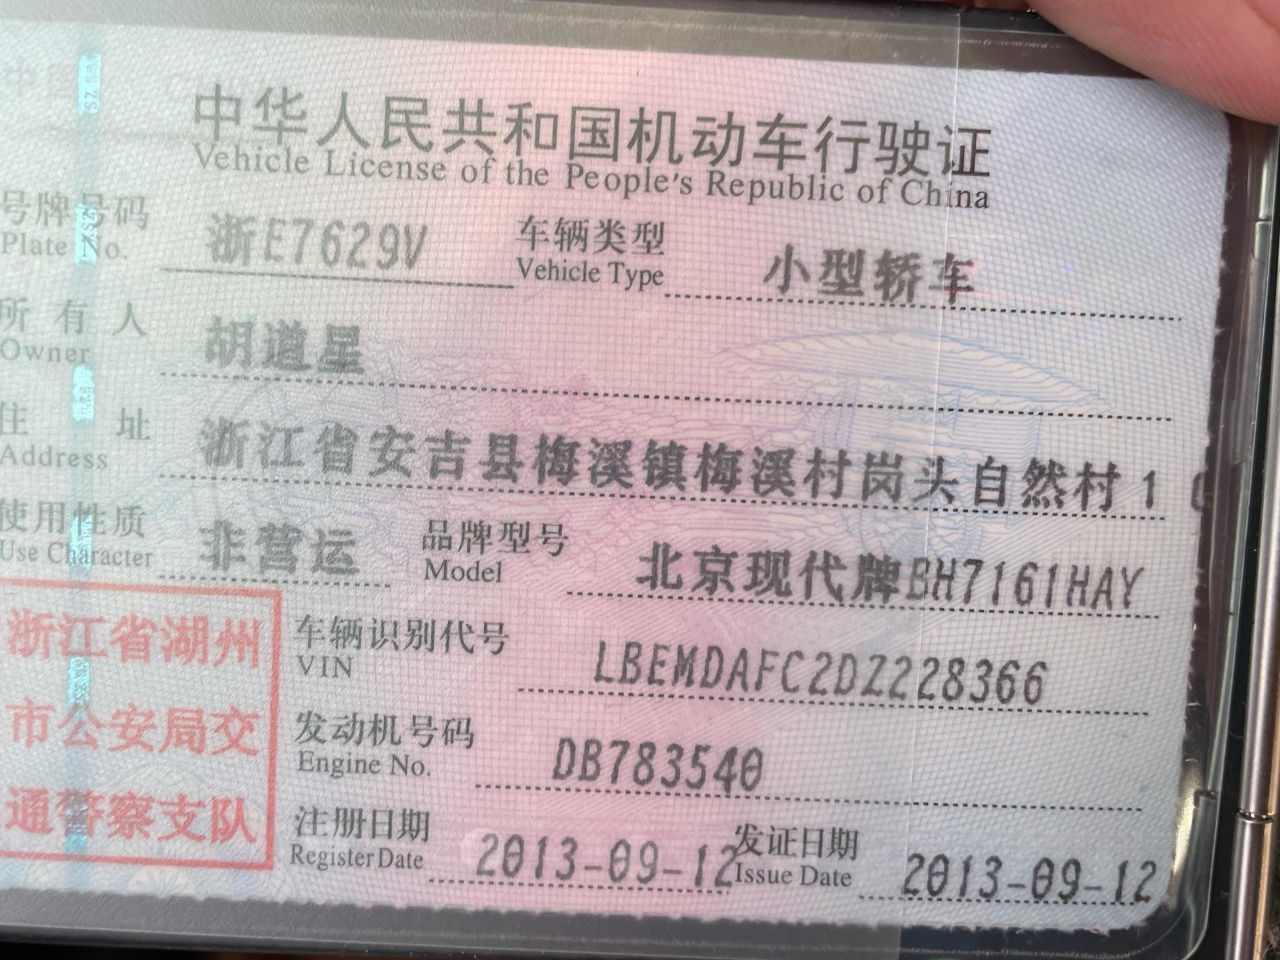 中华人民共和国机动车行驶证
Vehicle License of the People's Republic of China
号牌号码 浙E7629V 车辆类型 小型轿车
Plate No. Vehicle Type
所有人 胡道星
Owner
住址 浙江省安吉县梅溪镇梅溪村岗头自然村1
Address
使用性质 非营运 品牌型号 北京现代牌BH7161HAY
Use Character Model
浙江省湖州
市公安局交
通警察支队
车辆识别代号 LBEMDAFC2DZ228366
VIN
发动机号码 DB783540
Engine No.
注册日期 2013-09-12 发证日期 2013-09-12
Register Date Issue Date